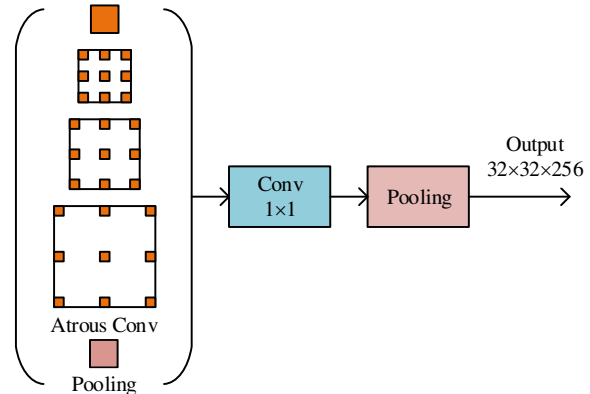 Atrous Conv
Pooling
Conv
1×1
Pooling
Output
32×32×256